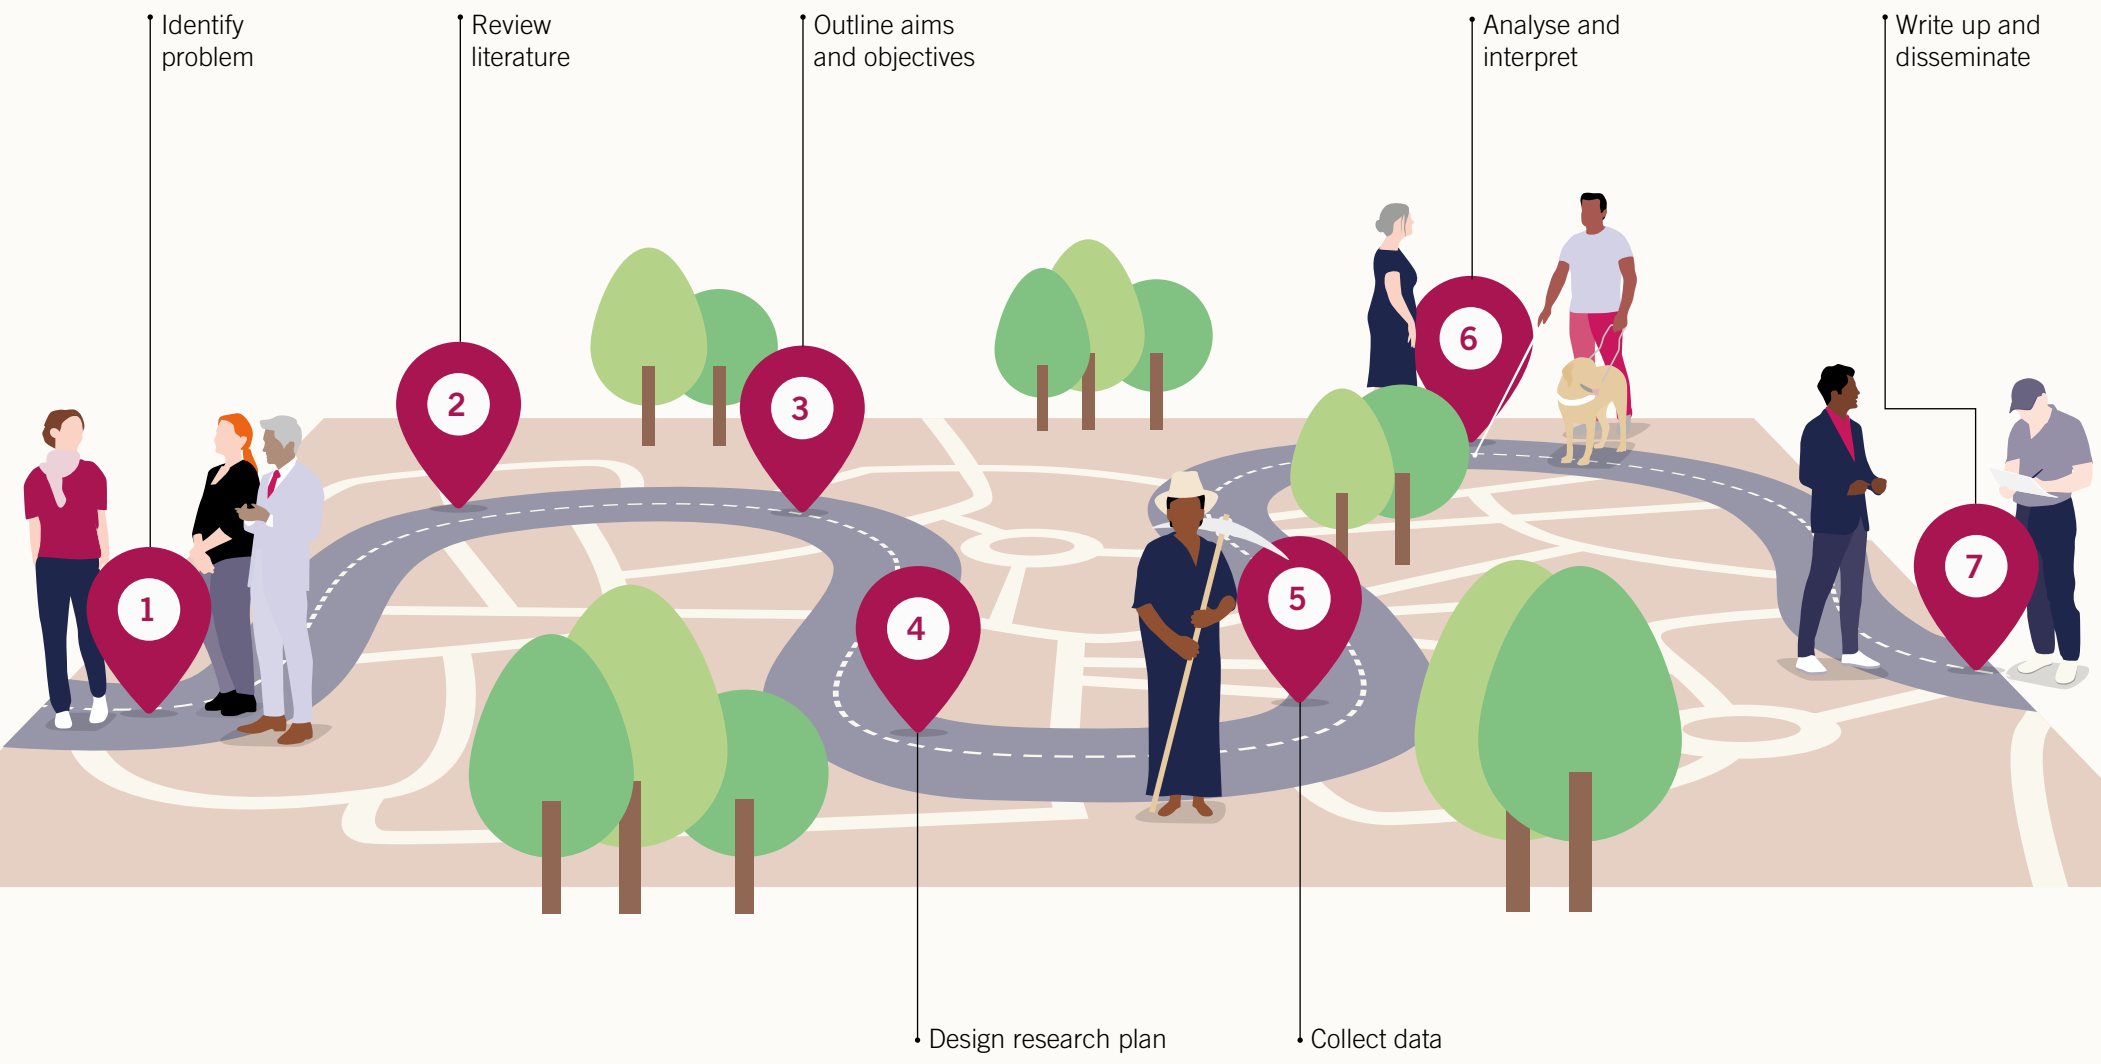 Identify
problem
Review
literature
Outline aims
and objectives
Analyse and
interpret
Write up and
disseminate
1
2
3
4
5
6
7
Design research plan
Collect data